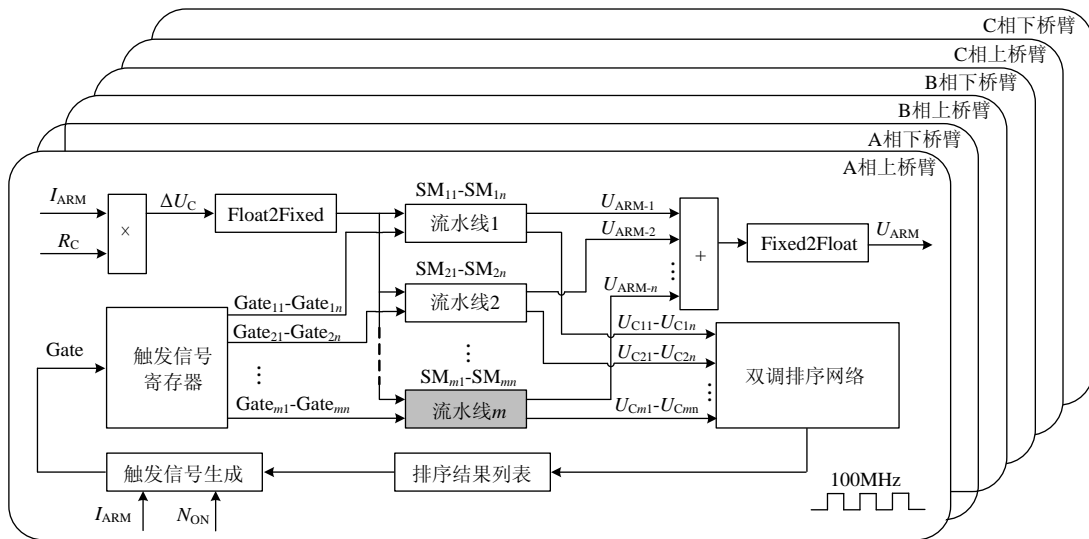 C相下桥臂
C相上桥臂
B相下桥臂
B相上桥臂
A相下桥臂
A相上桥臂
I_ARM
R_C
×
ΔU_C
Float2Fixed
SM_11-SM_1n
流水线1
SM_21-SM_2n
流水线2
⋮
SM_m1-SM_mn
流水线m
U_ARM-1
U_ARM-2
⋮
U_ARM-n
+
Fixed2Float
U_ARM
Gate
触发信号
寄存器
Gate_11-Gate_1n
Gate_21-Gate_2n
⋮
Gate_m1-Gate_mn
U_C11-U_C1n
U_C21-U_C2n
⋮
U_Cm1-U_Cmn
双调排序网络
触发信号生成
排序结果列表
I_ARM
N_ON
100MHz